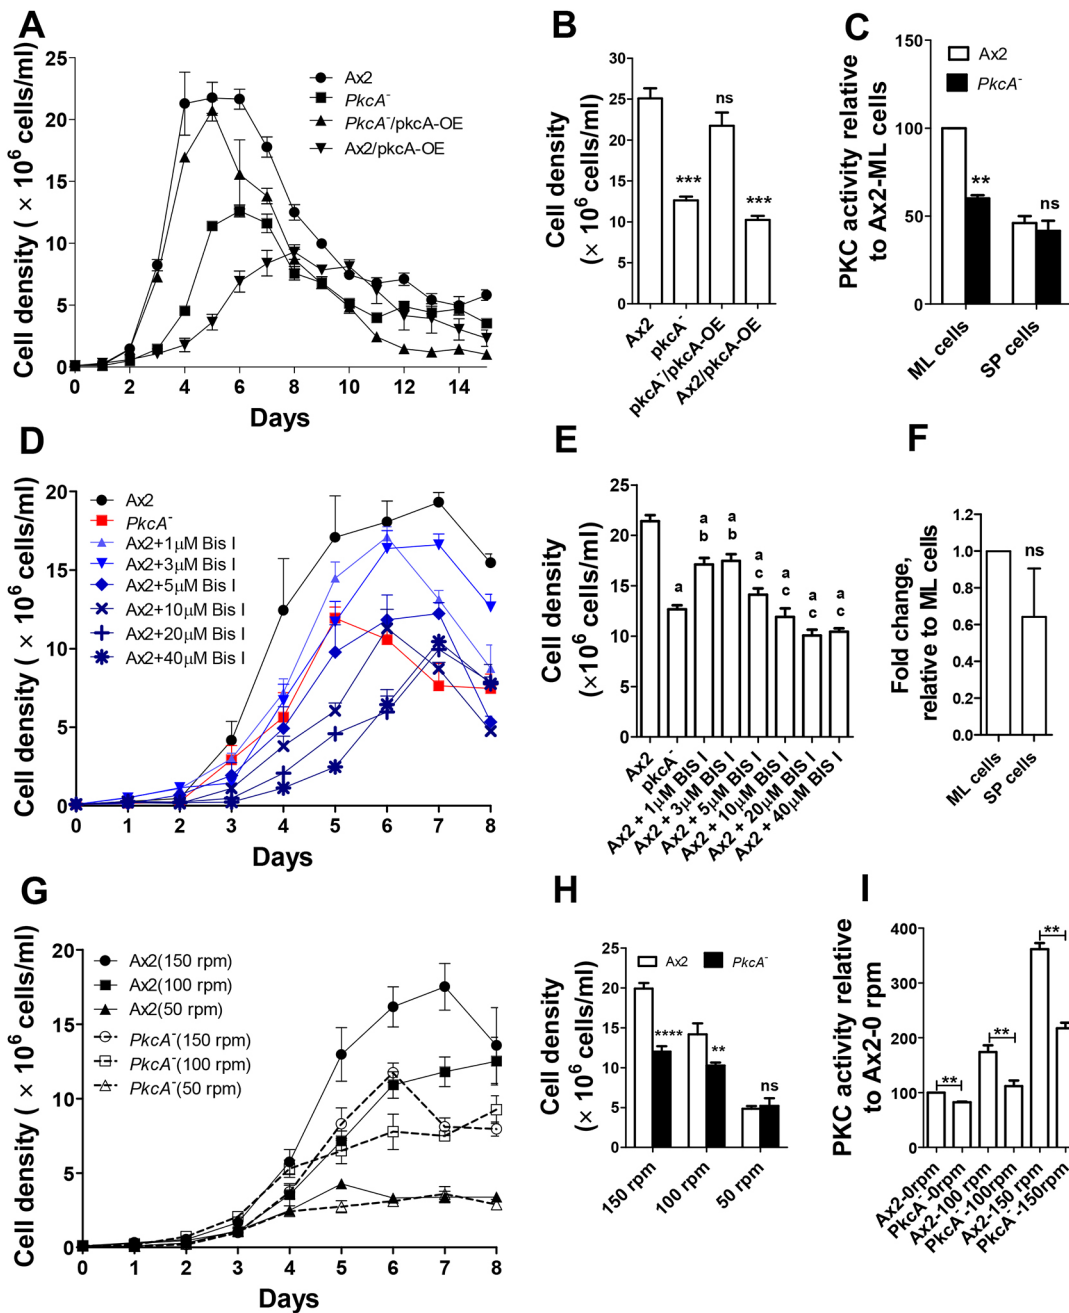 A
Cell density ( × 10⁶ cells/ml)
25
20
15
10
5
0
0 2 4 6 8 10 12 14
Days
Ax2
PkcA⁻
PkcA⁻/pkcA-OE
Ax2/pkcA-OE
B
Cell density
(× 10⁶ cells/ml)
30
25
20
15
10
5
0
***
ns
***
Ax2
pkcA⁻
pkcA⁻/pkcA-OE
Ax2/pkcA-OE
C
PKC activity relative
to Ax2-ML cells
150
100
50
0
Ax2
PkcA⁻
**
ns
ML cells
SP cells
D
Cell density ( × 10⁶ cells/ml)
20
15
10
5
0
0 1 2 3 4 5 6 7 8
Days
Ax2
PkcA⁻
Ax2+1μM Bis I
Ax2+3μM Bis I
Ax2+5μM Bis I
Ax2+10μM Bis I
Ax2+20μM Bis I
Ax2+40μM Bis I
E
Cell density
(×10⁶ cells/ml)
25
20
15
10
5
0
a
a
b
a
b
a
c
a
c
a
c
a
c
Ax2
pkcA⁻
Ax2 + 1μM BIS I
Ax2 + 3μM BIS I
Ax2 + 5μM BIS I
Ax2 + 10μM BIS I
Ax2 + 20μM BIS I
Ax2 + 40μM BIS I
F
Fold change,
relative to ML cells
1.2
1.0
0.8
0.6
0.4
0.2
0.0
ns
ML cells
SP cells
G
Cell density ( × 10⁶ cells/ml)
20
15
10
5
0
0 1 2 3 4 5 6 7 8
Days
Ax2(150 rpm)
Ax2(100 rpm)
Ax2(50 rpm)
PkcA⁻(150 rpm)
PkcA⁻(100 rpm)
PkcA⁻(50 rpm)
H
Cell density
(× 10⁶ cells/ml)
25
20
15
10
5
0
Ax2
PkcA⁻
****
**
ns
150 rpm
100 rpm
50 rpm
I
PKC activity relative
to Ax2-0 rpm
400
300
200
100
0
**
**
**
Ax2-0rpm
PkcA⁻-0rpm
Ax2-100 rpm
PkcA⁻-100rpm
Ax2-150 rpm
PkcA⁻-150rpm